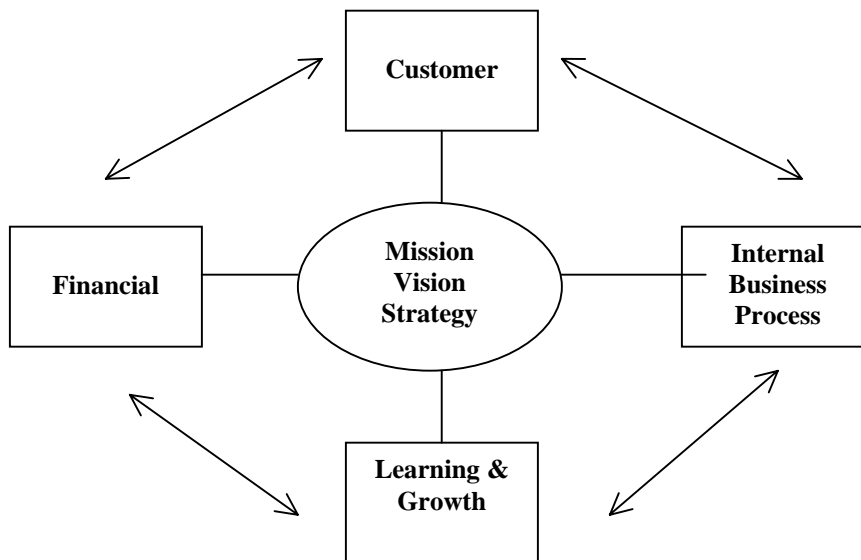 Customer
Financial
Mission
Vision
Strategy
Internal
Business
Process
Learning &
Growth